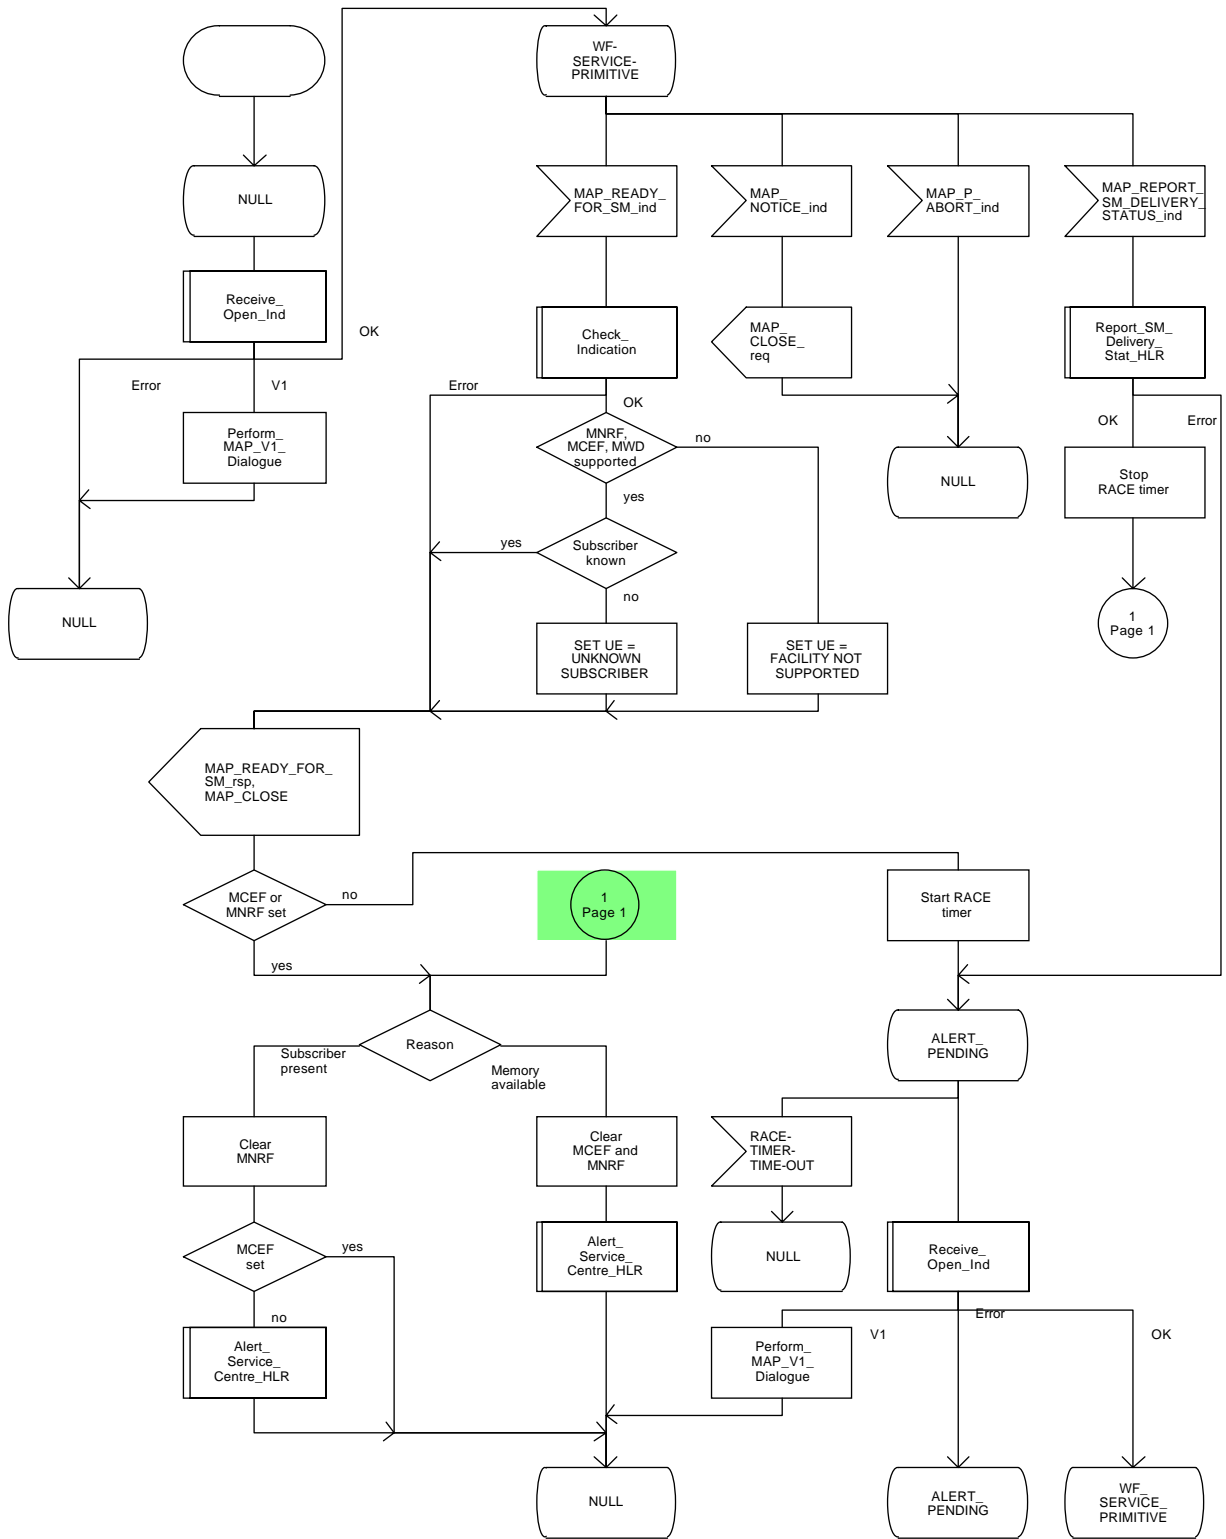 WF-
SERVICE-
PRIMITIVE
NULL
MAP_READY_
FOR_SM_ind
MAP_
NOTICE_ind
MAP_P_
ABORT_ind
MAP_REPORT_
SM_DELIVERY_
STATUS_ind
Receive_
Open_Ind
OK
Check_
Indication
MAP_
CLOSE_
req
Report_SM_
Delivery_
Stat_HLR
Error
V1
Error
OK
OK
Error
Perform_
MAP_V1_
Dialogue
MNRF,
MCEF, MWD
supported
no
NULL
Stop
RACE timer
yes
yes
Subscriber
known
no
NULL
SET UE =
UNKNOWN
SUBSCRIBER
SET UE =
FACILITY NOT
SUPPORTED
1
Page 1
MAP_READY_FOR_
SM_rsp,
MAP_CLOSE
MCEF or
MNRF set
no
1
Page 1
Start RACE
timer
yes
Reason
Subscriber
present
Memory
available
ALERT_
PENDING
Clear
MNRF
Clear
MCEF and
MNRF
RACE-
TIMER-
TIME-OUT
MCEF
set
yes
Alert_
Service_
Centre_HLR
NULL
Receive_
Open_Ind
no
Error
V1
OK
Alert_
Service_
Centre_HLR
Perform_
MAP_V1_
Dialogue
NULL
ALERT_
PENDING
WF_
SERVICE_
PRIMITIVE